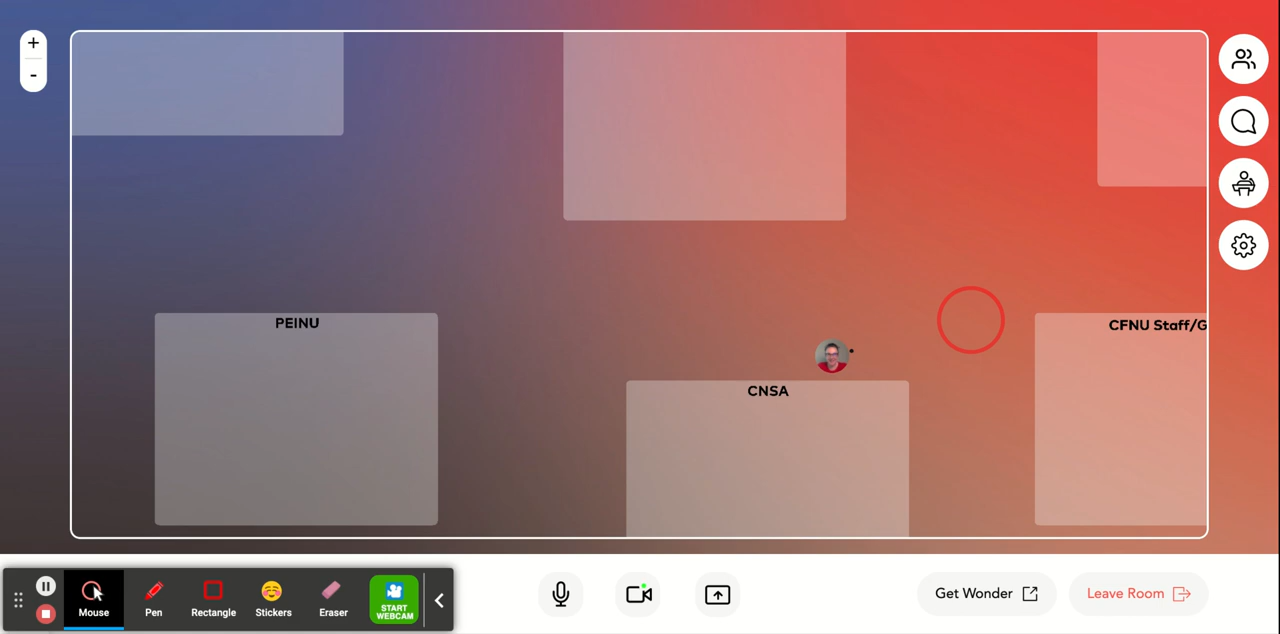 +
-
PEINU
CNSA
CFNU Staff/G
Mouse
Pen
Rectangle
Stickers
Eraser
START
WEBCAM
Get Wonder
Leave Room